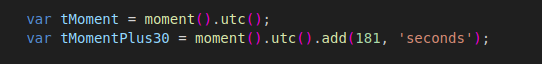 var tMoment = moment().utc();
var tMomentPlus30 = moment().utc().add(181, 'seconds');